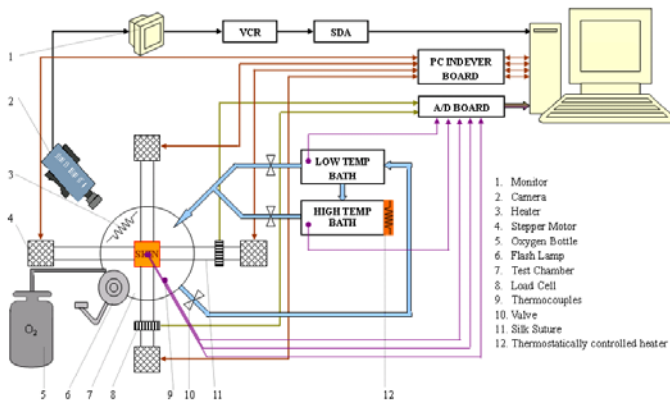 1
VCR
SDA
PC INDEVER
BOARD
A/D BOARD
2
3
LOW TEMP
BATH
HIGH TEMP
BATH
4
SKIN
O₂
5
6
7
8
9
10
11
12
1. Monitor
2. Camera
3. Heater
4. Stepper Motor
5. Oxygen Bottle
6. Flash Lamp
7. Test Chamber
8. Load Cell
9. Thermocouples
10. Valve
11. Silk Suture
12. Thermostatically controlled heater